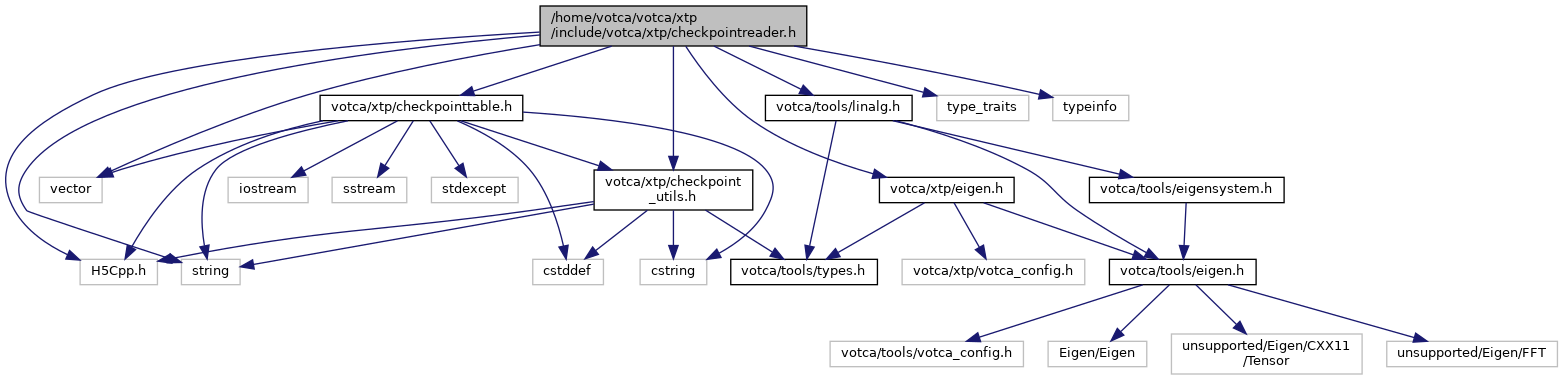 /home/votca/votca/xtp
/include/votca/xtp/checkpointreader.h
votca/xtp/checkpointtable.h
votca/tools/linalg.h
type_traits
typeinfo
vector
iostream
sstream
stdexcept
votca/xtp/checkpoint
_utils.h
votca/xtp/eigen.h
votca/tools/eigensystem.h
H5Cpp.h
string
cstddef
cstring
votca/tools/types.h
votca/xtp/votca_config.h
votca/tools/eigen.h
votca/tools/votca_config.h
Eigen/Eigen
unsupported/Eigen/CXX11
/Tensor
unsupported/Eigen/FFT